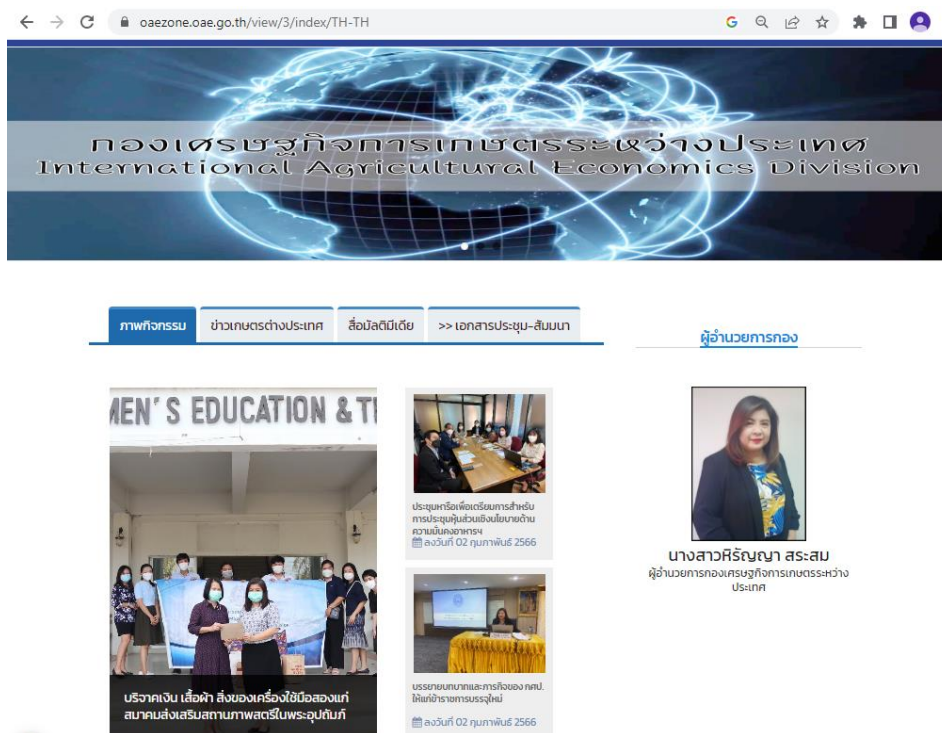 oaezone.oae.go.th/view/3/index/TH-TH
กองเศรษฐกิจการเกษตรระหว่างประเทศ
International Agricultural Economics Division
ภาพกิจกรรม
ข่าวเกษตรต่างประเทศ
สื่อมัลติมีเดีย
>> เอกสารประชุม-สัมมนา
ผู้อำนวยการกอง
MEN'S EDUCATION & T
บริจาคเงิน เสื้อผ้า สิ่งของเครื่องใช้มือสองแก่
สมาคมส่งเสริมสถานภาพสตรีในพระอุปถัมภ์
ประชุมหารือเพื่อเตรียมการสำหรับ
การประชุมหุ้นส่วนเชิงนโยบายด้าน
ความมั่นคงอาหารฯ
ลงวันที่ 02 กุมภาพันธ์ 2566
บรรยายบทบาทและภารกิจของ กศป.
ให้แก่ข้าราชการบรรจุใหม่
ลงวันที่ 02 กุมภาพันธ์ 2566
นางสาวหิรัญญา สระสม
ผู้อำนวยการกองเศรษฐกิจการเกษตรระหว่าง
ประเทศ